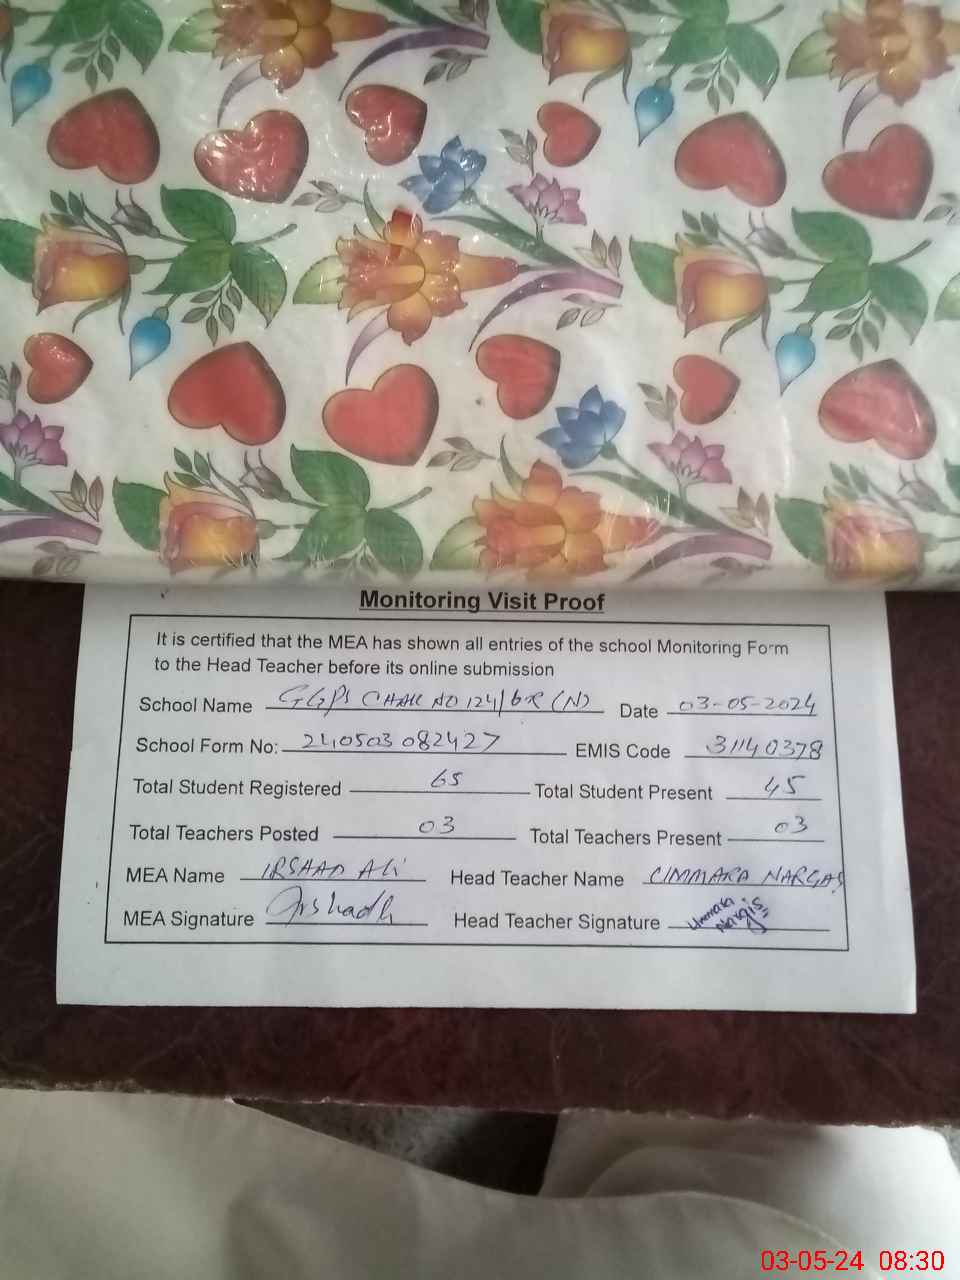 Monitoring Visit Proof
It is certified that the MEA has shown all entries of the school Monitoring Form
to the Head Teacher before its online submission
School Name GGPS CHAK NO 124/6R (N) Date 03-05-2024
School Form No: 240503082427 EMIS Code 31140378
Total Student Registered 65 Total Student Present 45
Total Teachers Posted 03 Total Teachers Present 03
MEA Name IRSHAD ALi Head Teacher Name UMMARA NARGAS
MEA Signature Head Teacher Signature Ummara
Nargis
03-05-24 08:30